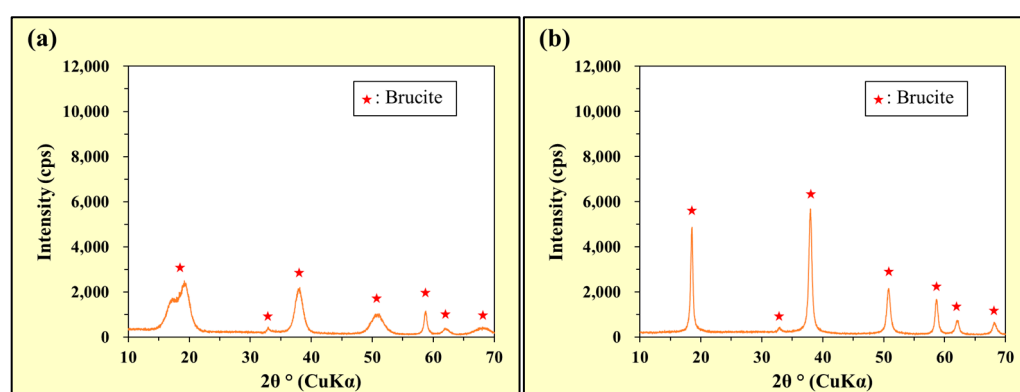 (a)
12,000
10,000
8,000
6,000
4,000
2,000
0
Intensity (cps)
★: Brucite
10 20 30 40 50 60 70
2θ ° (CuKα)
(b)
12,000
10,000
8,000
6,000
4,000
2,000
0
Intensity (cps)
★: Brucite
10 20 30 40 50 60 70
2θ ° (CuKα)